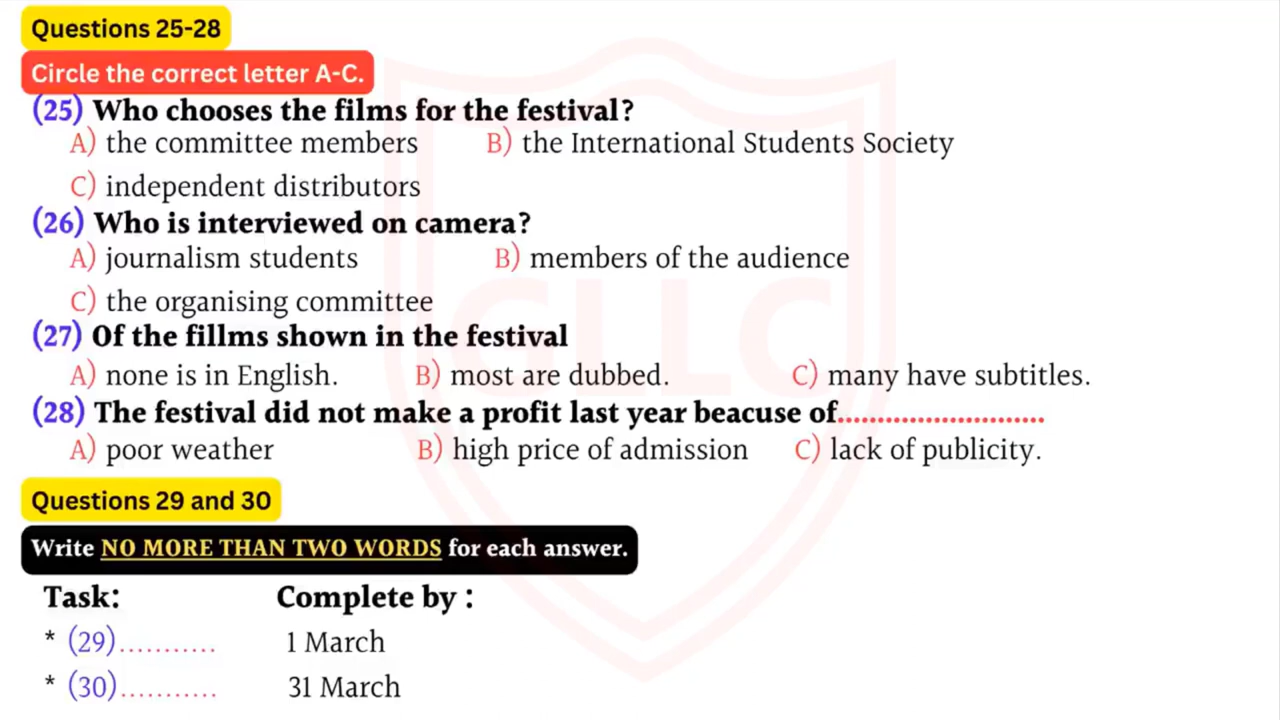 Questions 25-28
Circle the correct letter A-C.
(25) Who chooses the films for the festival?
A) the committee members B) the International Students Society
C) independent distributors
(26) Who is interviewed on camera?
A) journalism students B) members of the audience
C) the organising committee
(27) Of the fillms shown in the festival
A) none is in English. B) most are dubbed. C) many have subtitles.
(28) The festival did not make a profit last year beacuse of..........................
A) poor weather B) high price of admission C) lack of publicity.
Questions 29 and 30
Write NO MORE THAN TWO WORDS for each answer.
Task: Complete by :
* (29)........... 1 March
* (30)........... 31 March
GLLC